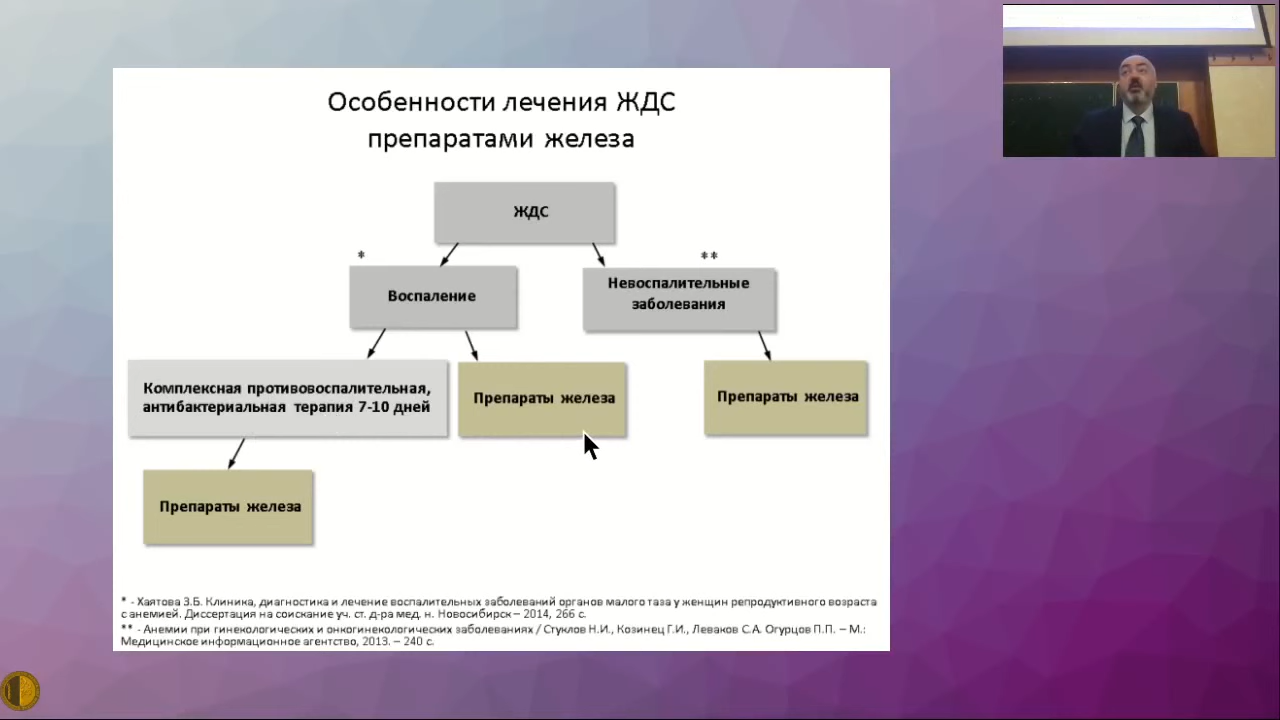 Особенности лечения ЖДС
препаратами железа
ЖДС
*
**
Воспаление
Невоспалительные
заболевания
Комплексная противовоспалительная,
антибактериальная терапия 7-10 дней
Препараты железа
Препараты железа
Препараты железа
* - Хаятова З.Б. Клиника, диагностика и лечение воспалительных заболеваний органов малого таза у женщин репродуктивного возраста
с анемией. Диссертация на соискание уч. ст. д-ра мед. н. Новосибирск – 2014, 266 с.
** - Анемии при гинекологических и онкогинекологических заболеваниях / Стуклов Н.И., Козинец Г.И., Леваков С.А. Огурцов П.П. – М.:
Медицинское информационное агентство, 2013. – 240 с.